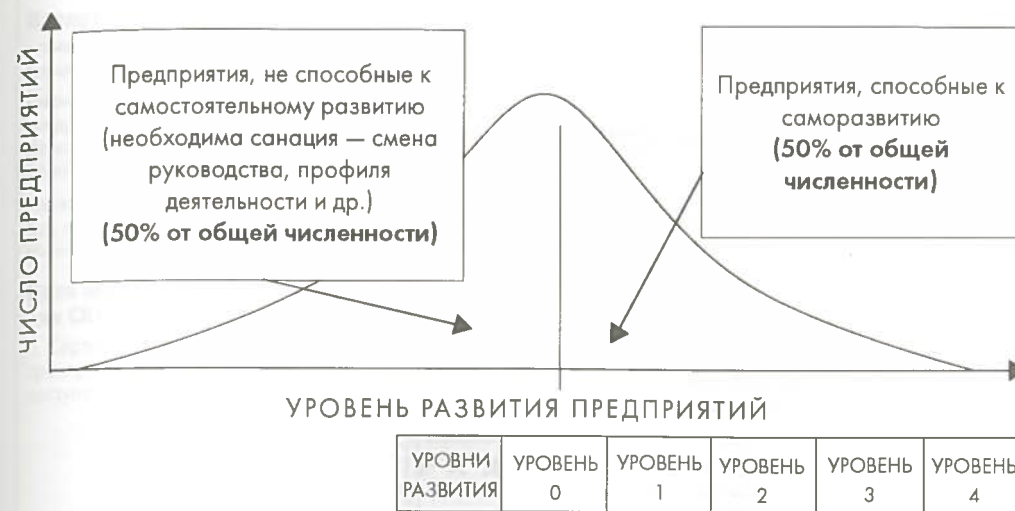 ЧИСЛО ПРЕДПРИЯТИЙ
Предприятия, не способные к
самостоятельному развитию
(необходима санация — смена
руководства, профиля
деятельности и др.)
(50% от общей численности)
Предприятия, способные к
саморазвитию
(50% от общей
численности)
УРОВЕНЬ РАЗВИТИЯ ПРЕДПРИЯТИЙ
УРОВНИ РАЗВИТИЯ
УРОВЕНЬ 0
УРОВЕНЬ 1
УРОВЕНЬ 2
УРОВЕНЬ 3
УРОВЕНЬ 4